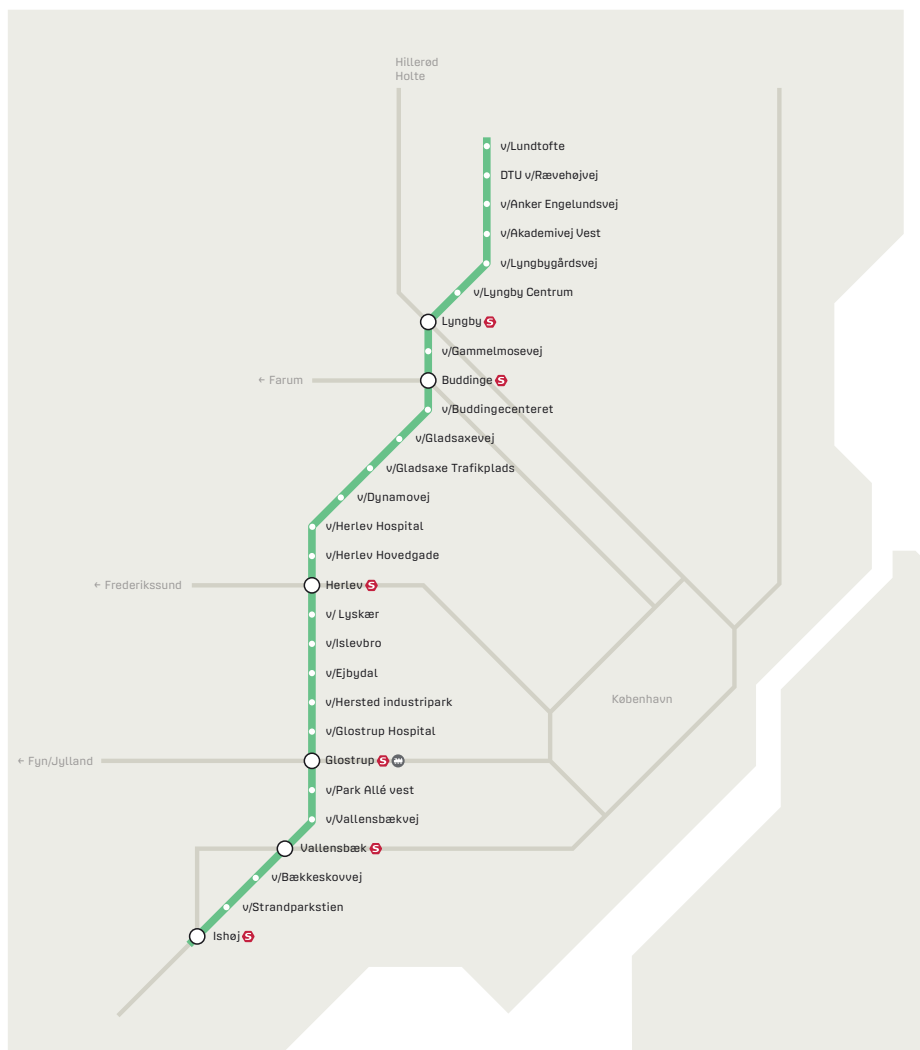 Hillerød
Holte
v/Lundtofte
DTU v/Rævehøjvej
v/Anker Engelundsvej
v/Akademivej Vest
v/Lyngbygårdsvej
v/Lyngby Centrum
Lyngby S
v/Gammelmosevej
← Farum
Buddinge S
v/Buddingecenteret
v/Gladsaxevej
v/Gladsaxe Trafikplads
v/Dynamovej
v/Herlev Hospital
v/Herlev Hovedgade
← Frederikssund
Herlev S
v/ Lyskær
v/Islevbro
v/Ejbydal
v/Hersted industripark
København
v/Glostrup Hospital
← Fyn/Jylland
Glostrup S
v/Park Allé vest
v/Vallensbækvej
Vallensbæk S
v/Bækkeskovvej
v/Strandparkstien
Ishøj S